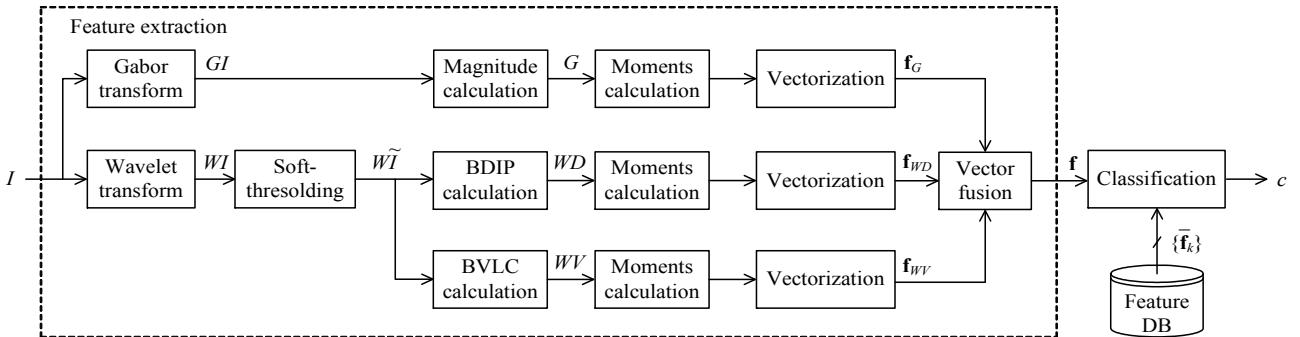 Feature extraction
Gabor
transform
GI
Magnitude
calculation
G
Moments
calculation
Vectorization
f_G
I
Wavelet
transform
WI
Soft-
thresolding
WĨ
BDIP
calculation
WD
Moments
calculation
Vectorization
f_WD
Vector
fusion
f
Classification
c
BVLC
calculation
WV
Moments
calculation
Vectorization
f_WV
{f̄_k}
Feature
DB